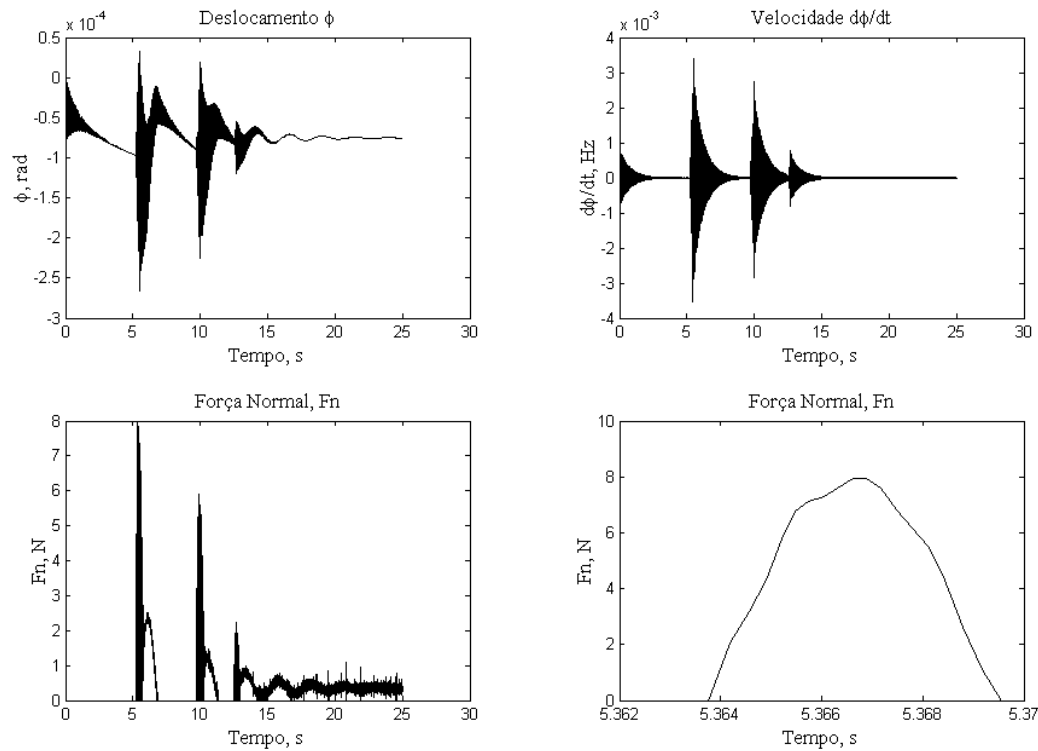 Deslocamento ϕ
x 10⁻⁴
0.5
0
-0.5
-1
-1.5
-2
-2.5
-3
ϕ, rad
0 5 10 15 20 25 30
Tempo, s
Velocidade dϕ/dt
x 10⁻³
4
3
2
1
0
-1
-2
-3
-4
dϕ/dt, Hz
0 5 10 15 20 25 30
Tempo, s
Força Normal, Fn
8
7
6
5
4
3
2
1
0
Fn, N
0 5 10 15 20 25 30
Tempo, s
Força Normal, Fn
10
8
6
4
2
0
Fn, N
5.362 5.364 5.366 5.368 5.37
Tempo, s